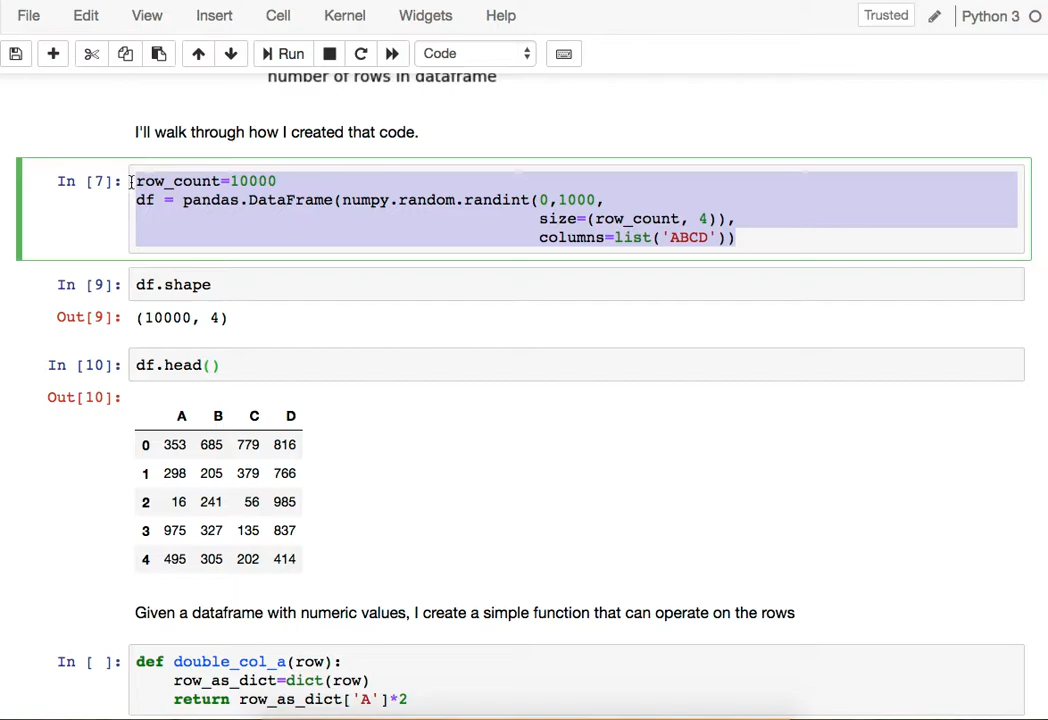 File Edit View Insert Cell Kernel Widgets Help Trusted Python 3
Run Code
number of rows in dataframe
I'll walk through how I created that code.
In [7]: row_count=10000
df = pandas.DataFrame(numpy.random.randint(0,1000,
size=(row_count, 4)),
columns=list('ABCD'))
In [9]: df.shape
Out[9]: (10000, 4)
In [10]: df.head()
Out[10]:
A B C D
0 353 685 779 816
1 298 205 379 766
2 16 241 56 985
3 975 327 135 837
4 495 305 202 414
Given a dataframe with numeric values, I create a simple function that can operate on the rows
In [ ]: def double_col_a(row):
row_as_dict=dict(row)
return row_as_dict['A']*2